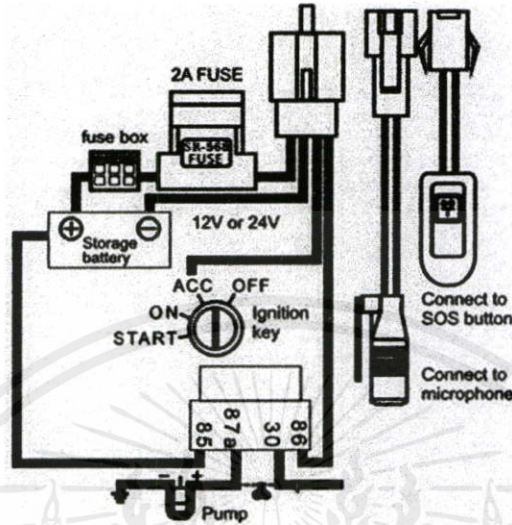 2A FUSE
fuse box
SK-568
FUSE
+
−
Storage
battery
12V or 24V
ACC
OFF
ON
START
Ignition
key
Connect to
SOS button
Connect to
microphone
85
87a
30
86
− +
Pump